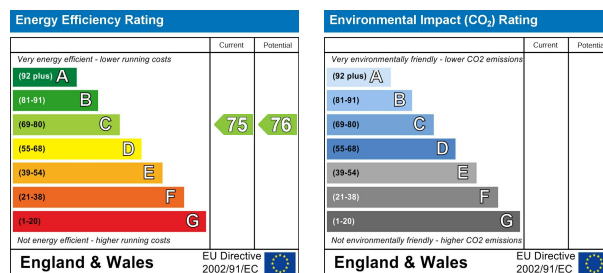 Energy Efficiency Rating
Current Potential
Very energy efficient - lower running costs
(92 plus) A
(81-91) B
(69-80) C 75 76
(55-68) D
(39-54) E
(21-38) F
(1-20) G
Not energy efficient - higher running costs
England & Wales
EU Directive
2002/91/EC
Environmental Impact (CO2) Rating
Current Potentia
Very environmentally friendly - lower CO2 emissions
(92 plus) A
(81-91) B
(69-80) C
(55-68) D
(39-54) E
(21-38) F
(1-20) G
Not environmentally friendly - higher CO2 emissions
England & Wales
EU Directive
2002/91/EC